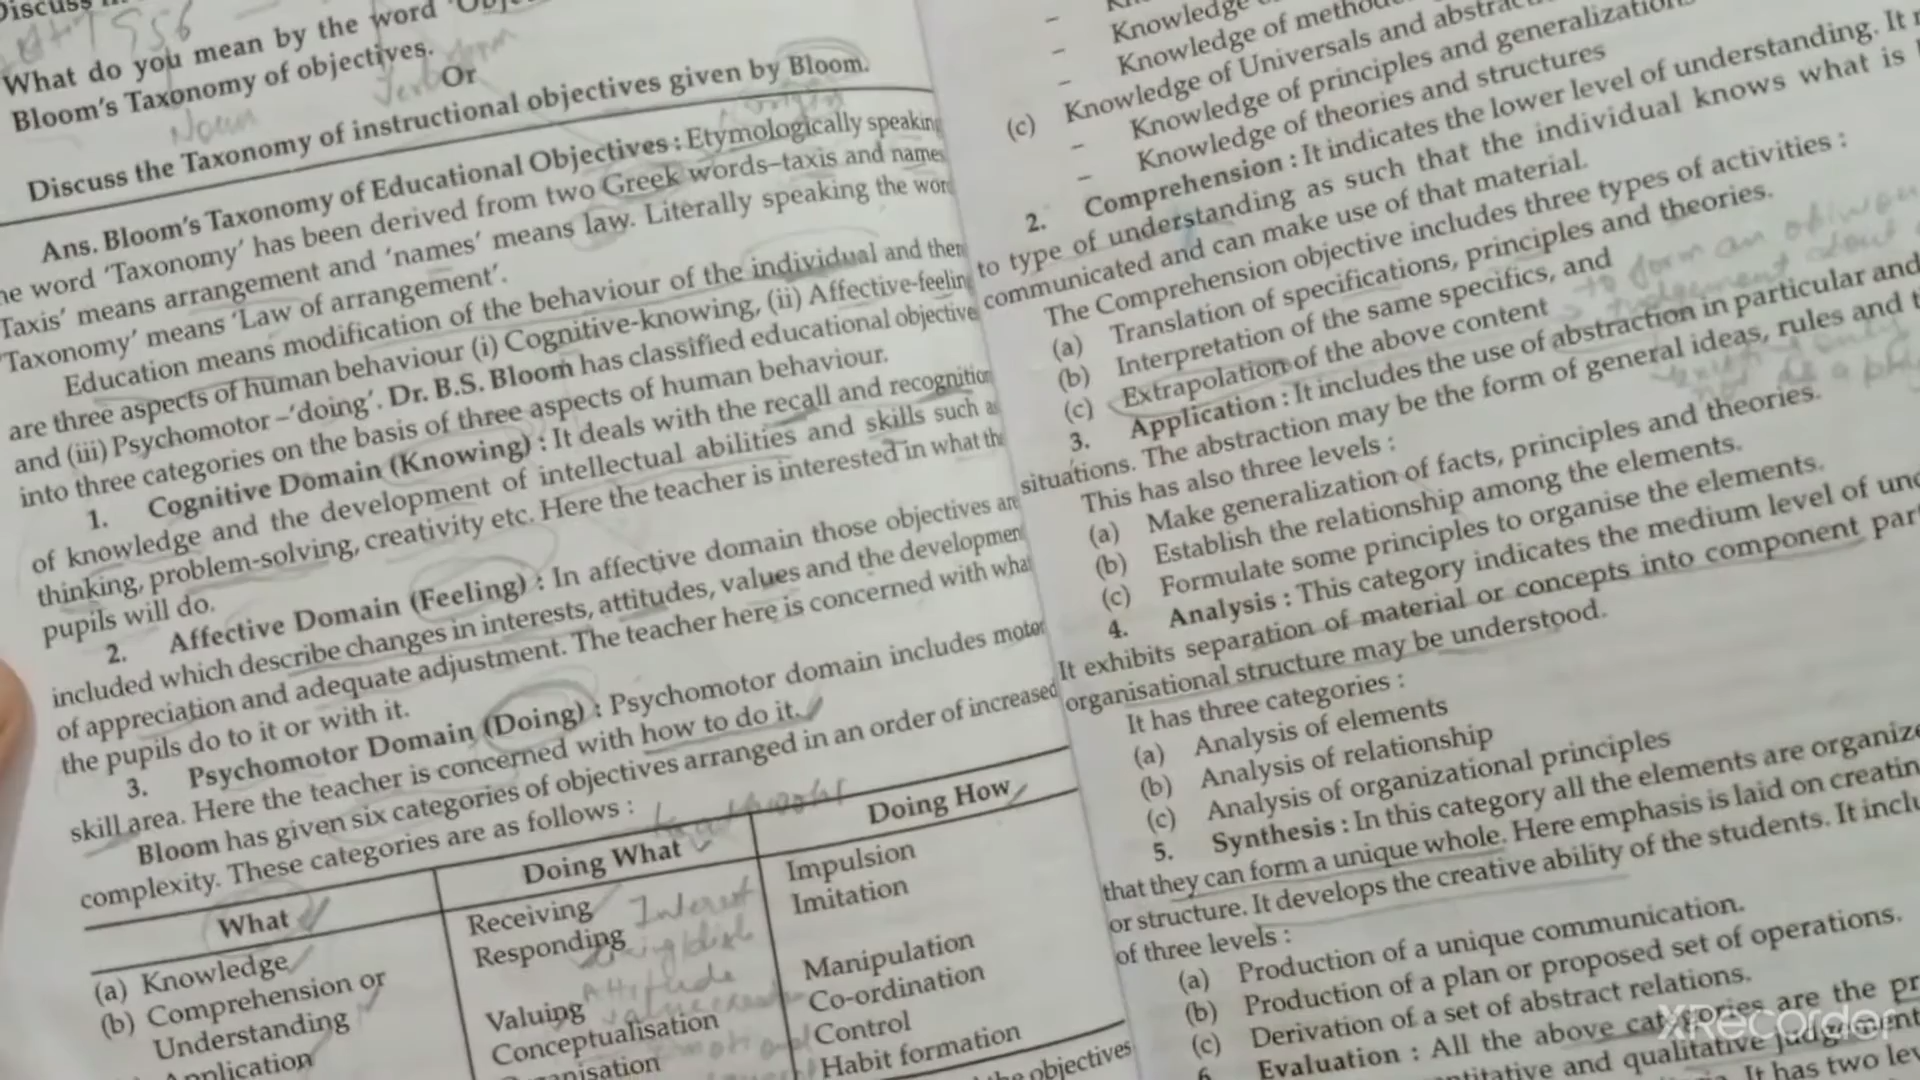 What do you mean by the word
Bloom's Taxonomy of objectives.
Or
Noun
Discuss the Taxonomy of instructional objectives given by Bloom.
Ans. Bloom's Taxonomy of Educational Objectives : Etymologically speaking
word 'Taxonomy' has been derived from two Greek words–taxis and names
Taxis' means arrangement and 'names' means law. Literally speaking the
Taxonomy' means 'Law of arrangement'.
Education means modification of the behaviour of the individual and
are three aspects of human behaviour (i) Cognitive-knowing, (ii) Affective-feeling
and (iii) Psychomotor –'doing'. Dr. B.S. Bloom has classified educational objective
into three categories on the basis of three aspects of human behaviour.
1. Cognitive Domain (Knowing) : It deals with the recall and recognition
of knowledge and the development of intellectual abilities and skills such as
thinking, problem-solving, creativity etc. Here the teacher is interested in what the
pupils will do.
2. Affective Domain (Feeling) : In affective domain those objectives are
included which describe changes in interests, attitudes, values and the developmen
of appreciation and adequate adjustment. The teacher here is concerned with what
the pupils do to it or with it.
3. Psychomotor Domain (Doing) : Psychomotor domain includes motor
skill area. Here the teacher is concerned with how to do it.
Bloom has given six categories of objectives arranged in an order of increased
complexity. These categories are as follows :
What Doing What Doing How
(a) Knowledge Receiving Interest Impulsion
(b) Comprehension or Responding Imitation
Understanding Valuing Attitude Manipulation
Application Conceptualisation Co-ordination
Control
Habit formation
objectives
Knowledge
Knowledge of
Knowledge of Universals and
(c) Knowledge of principles and
– Knowledge of theories and structures
2. Comprehension : It indicates the lower level of understanding. It
to type of understanding as such that the individual knows what is
communicated and can make use of that material.
The Comprehension objective includes three types of activities :
(a) Translation of specifications, principles and theories.
(b) Interpretation of the same specifics, and
(c) Extrapolation of the above content
to form an
3. Application : It includes the use of abstraction in particular and
situations. The abstraction may be the form of general ideas, rules and
This has also three levels :
(a) Make generalization of facts, principles and theories.
(b) Establish the relationship among the elements.
(c) Formulate some principles to organise the elements.
4. Analysis : This category indicates the medium level of
It exhibits separation of material or concepts into component
organisational structure may be understood.
It has three categories :
(a) Analysis of elements
(b) Analysis of relationship
(c) Analysis of organizational principles
5. Synthesis : In this category all the elements are organize
that they can form a unique whole. Here emphasis is laid on creatin
or structure. It develops the creative ability of the students. It
of three levels :
(a) Production of a unique communication.
(b) Production of a plan or proposed set of operations.
(c) Derivation of a set of abstract relations.
6. Evaluation : All the above categories are the
and qualitative judgement
It has two
XRecorder